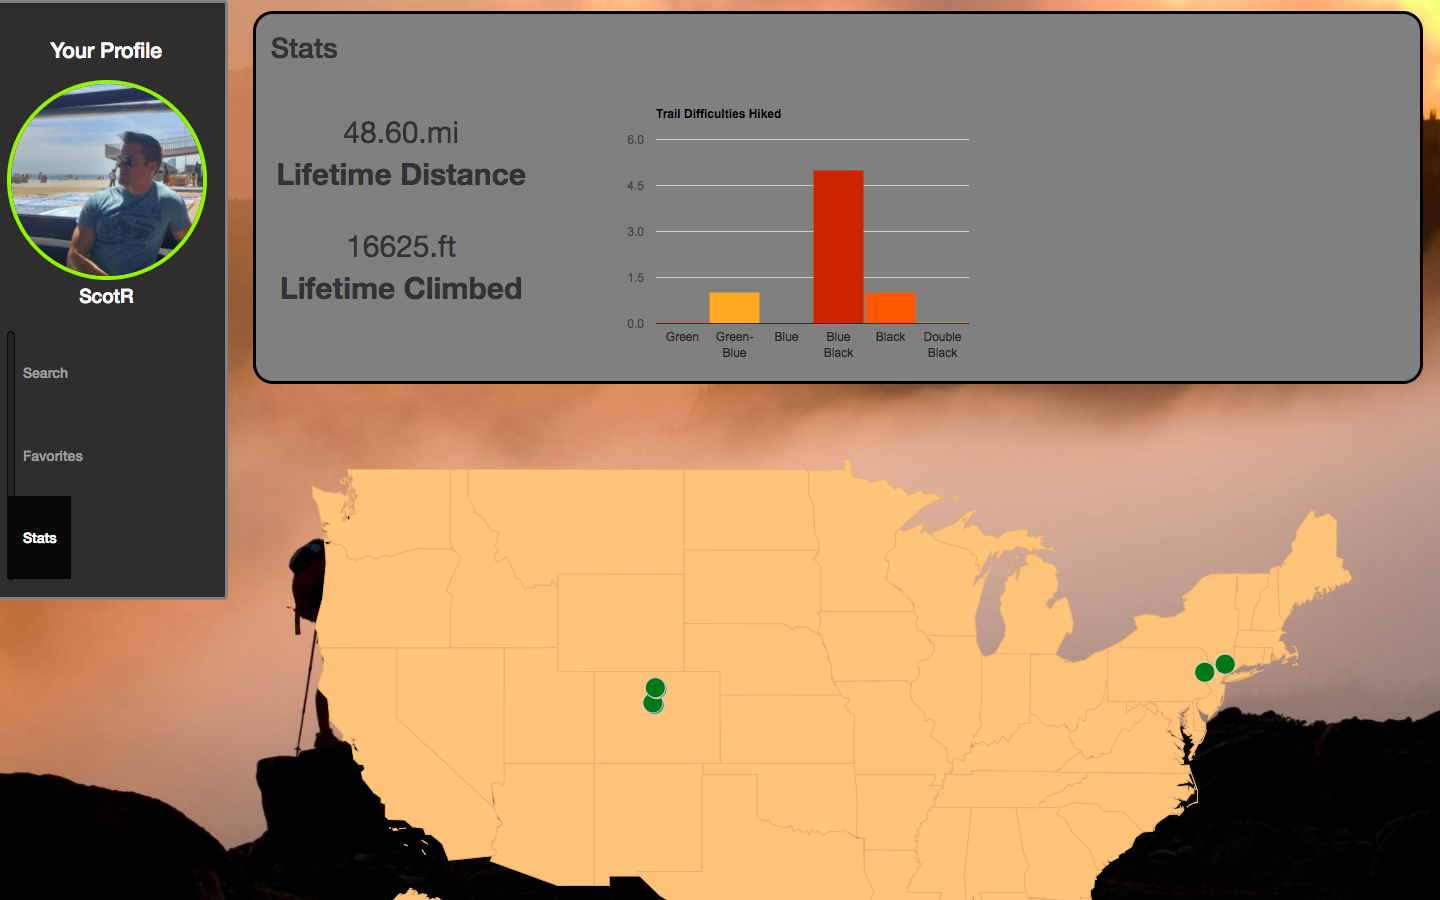 Your Profile
ScotR
Search
Favorites
Stats
Stats
48.60.mi
Lifetime Distance
16625.ft
Lifetime Climbed
Trail Difficulties Hiked
6.0
4.5
3.0
1.5
0.0
Green
Green-
Blue
Blue
Blue
Black
Black
Double
Black